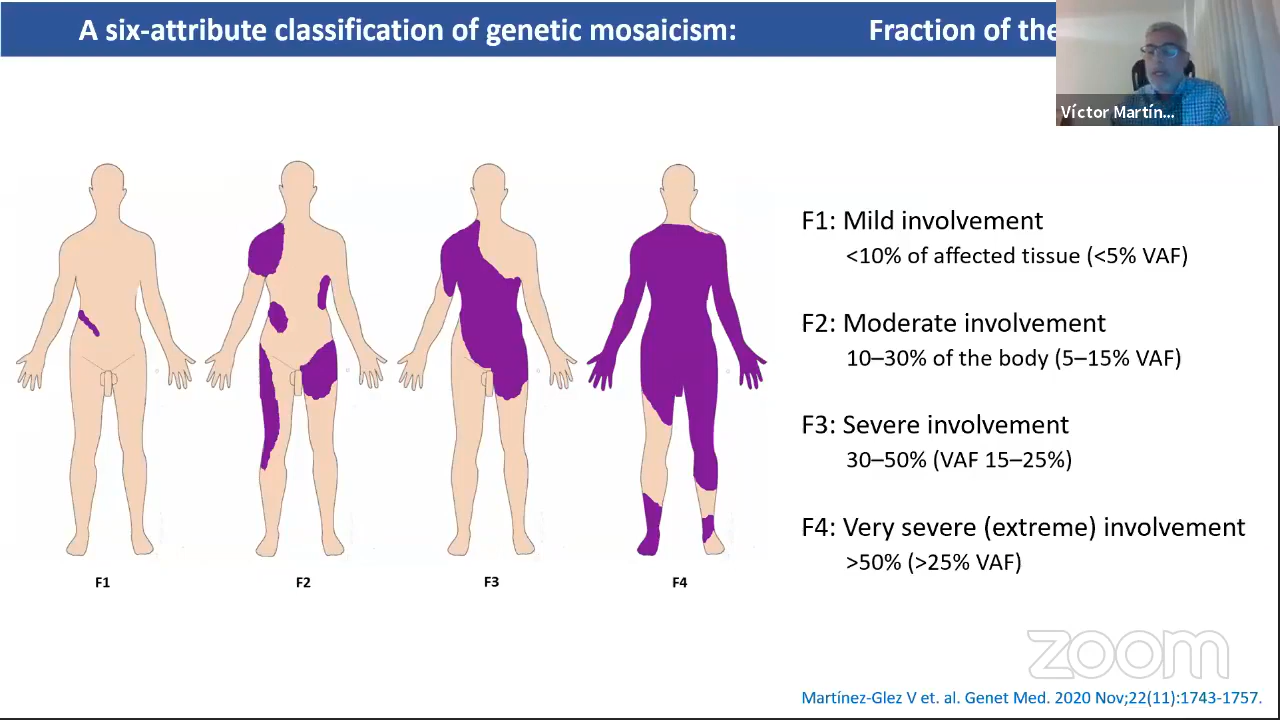 A six-attribute classification of genetic mosaicism: Fraction of the
Víctor Martín...
F1: Mild involvement
<10% of affected tissue (<5% VAF)
F2: Moderate involvement
10–30% of the body (5–15% VAF)
F3: Severe involvement
30–50% (VAF 15–25%)
F4: Very severe (extreme) involvement
>50% (>25% VAF)
F1 F2 F3 F4
zoom
Martínez-Glez V et. al. Genet Med. 2020 Nov;22(11):1743-1757.